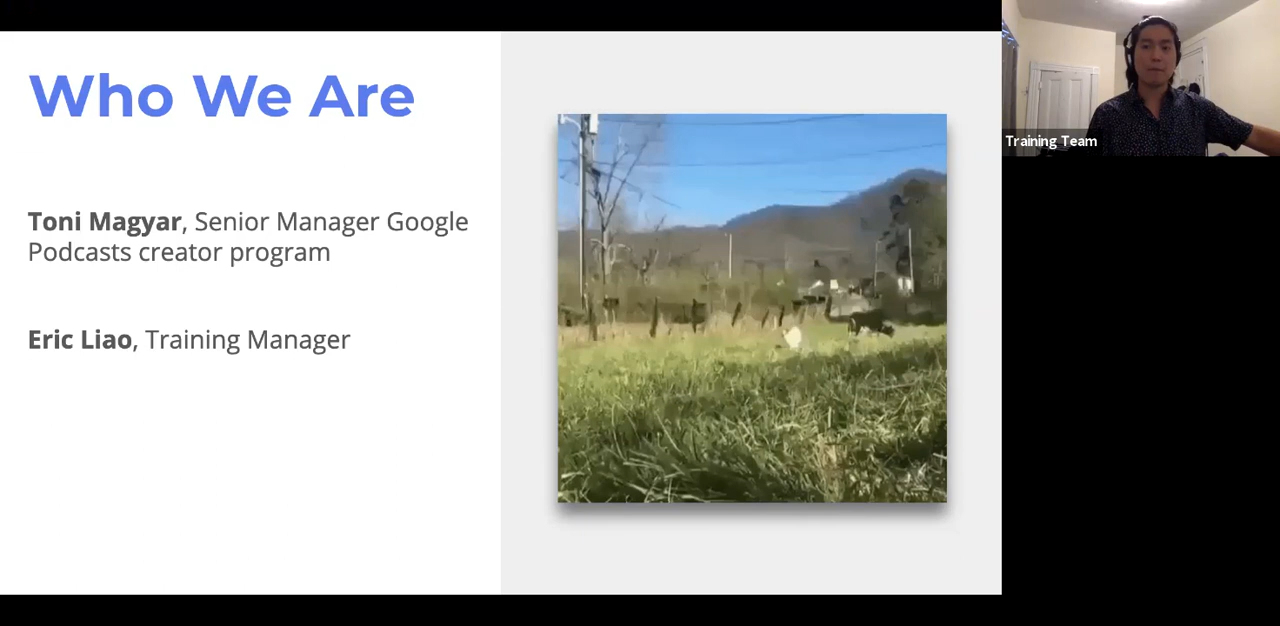 Who We Are
Toni Magyar, Senior Manager Google
Podcasts creator program
Eric Liao, Training Manager
Training Team